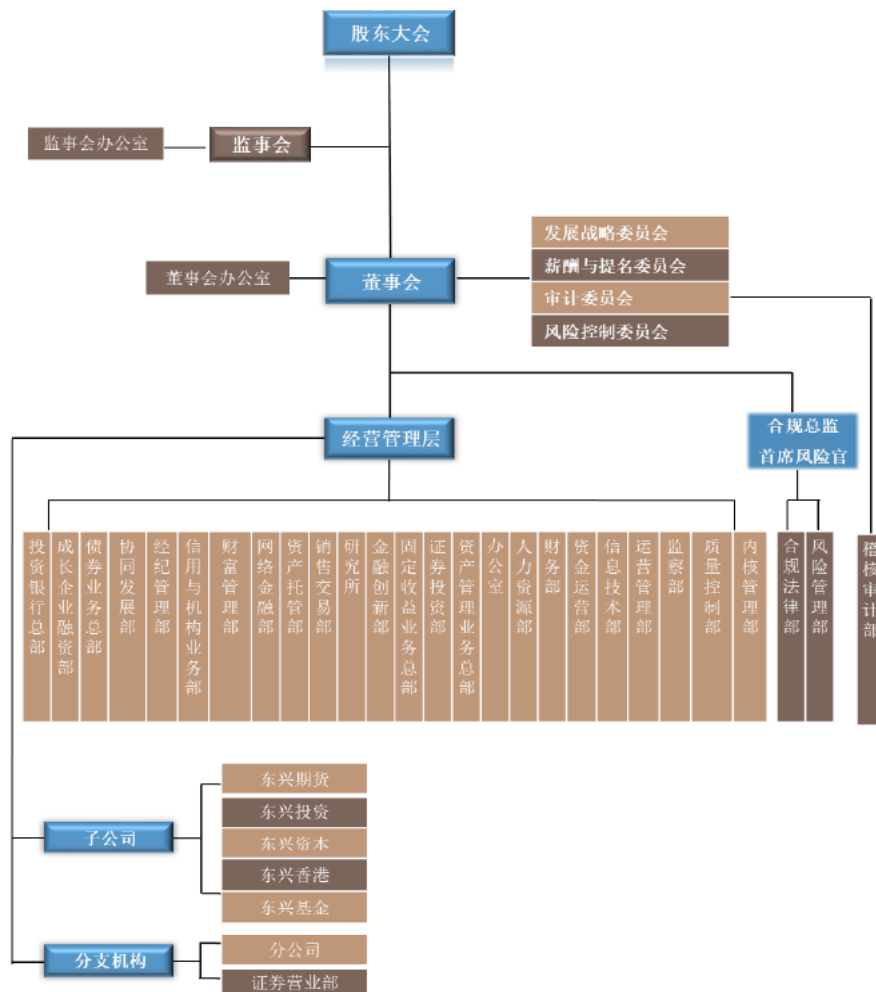 股东大会
监事会办公室
监事会
发展战略委员会
薪酬与提名委员会
审计委员会
风险控制委员会
董事会办公室
董事会
经营管理层
合规总监
首席风险官
投资银行总部
成长企业融资部
债券业务总部
协同发展部
经纪管理部
信用与机构业务部
财富管理部
网络金融部
资产托管部
销售交易部
研究所
金融创新部
固定收益业务总部
证券投资部
资产管理业务总部
办公室
人力资源部
财务部
资金运营部
信息技术部
运营管理部
监察部
质量控制部
内核管理部
合规法律部
风险管理部
稽核审计部
子公司
东兴期货
东兴投资
东兴资本
东兴香港
东兴基金
分支机构
分公司
证券营业部